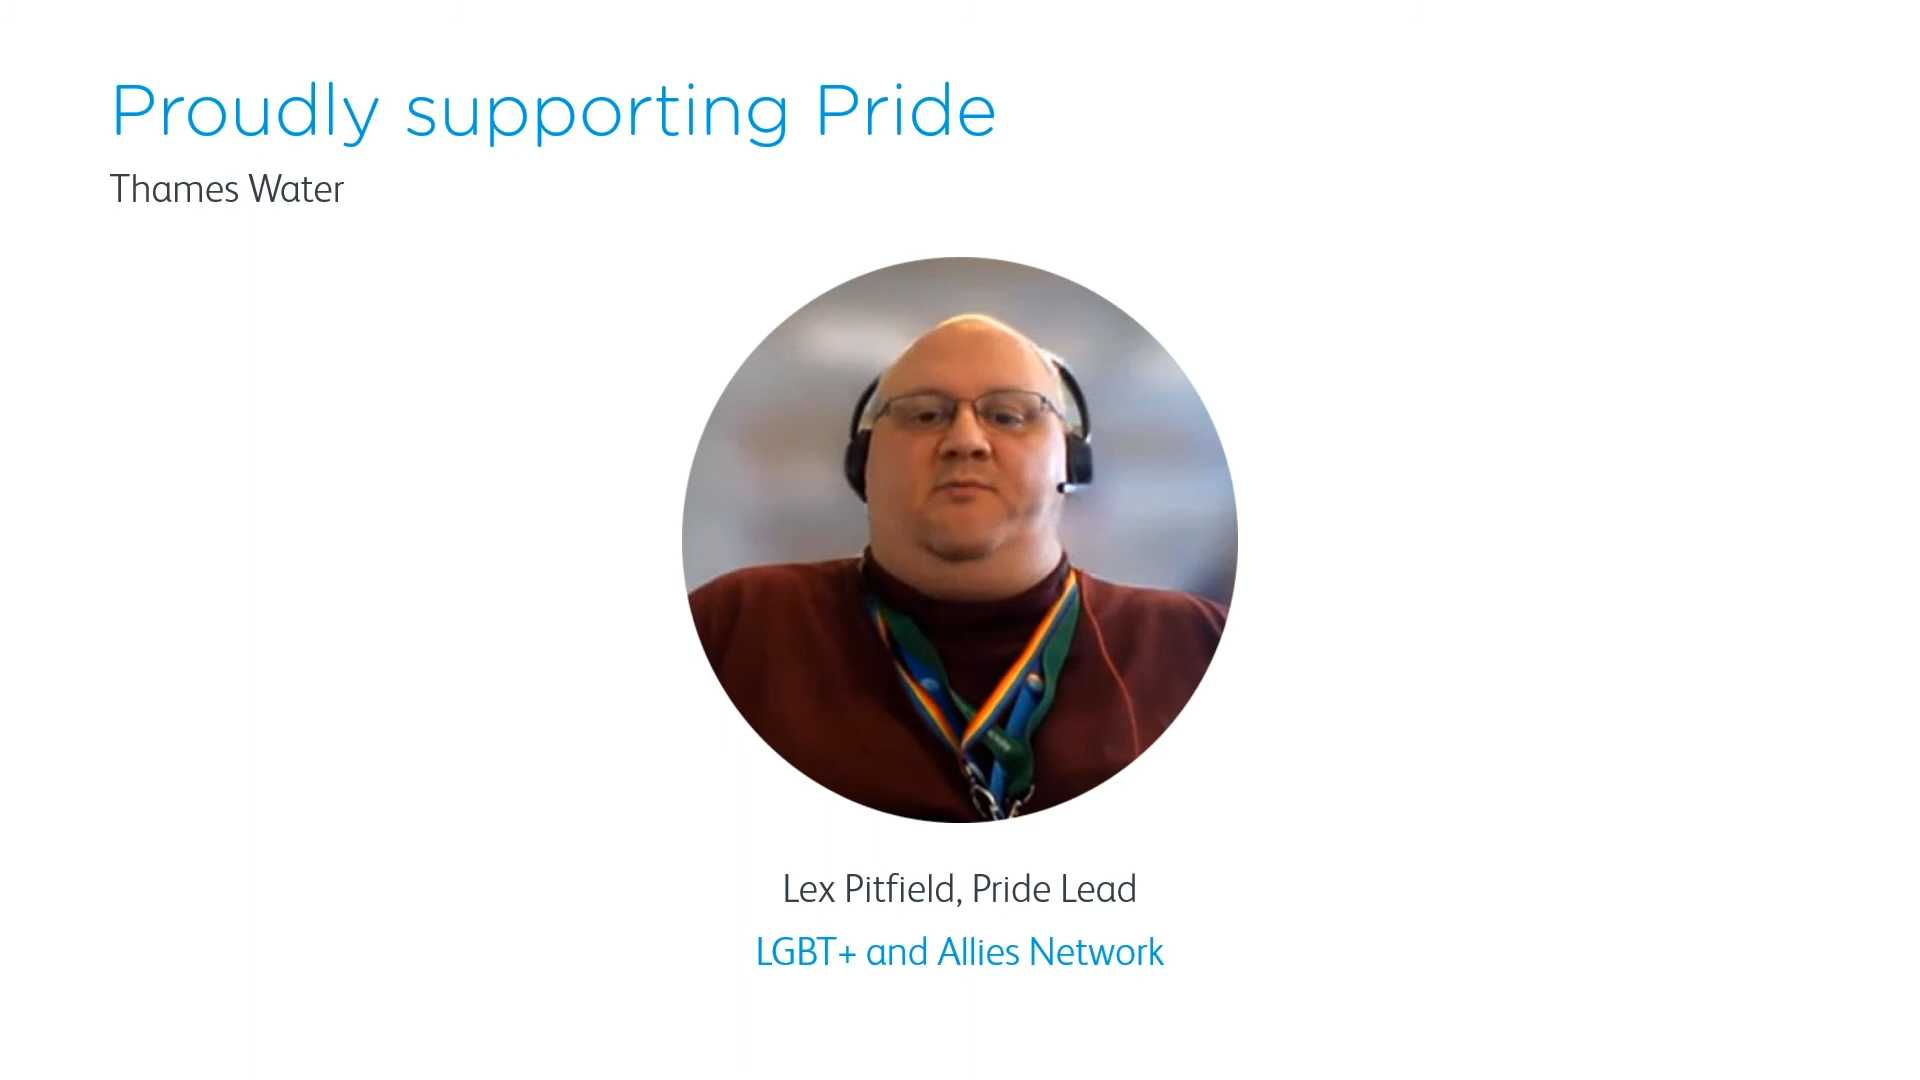 Proudly supporting Pride
Thames Water
Lex Pitfield, Pride Lead
LGBT+ and Allies Network